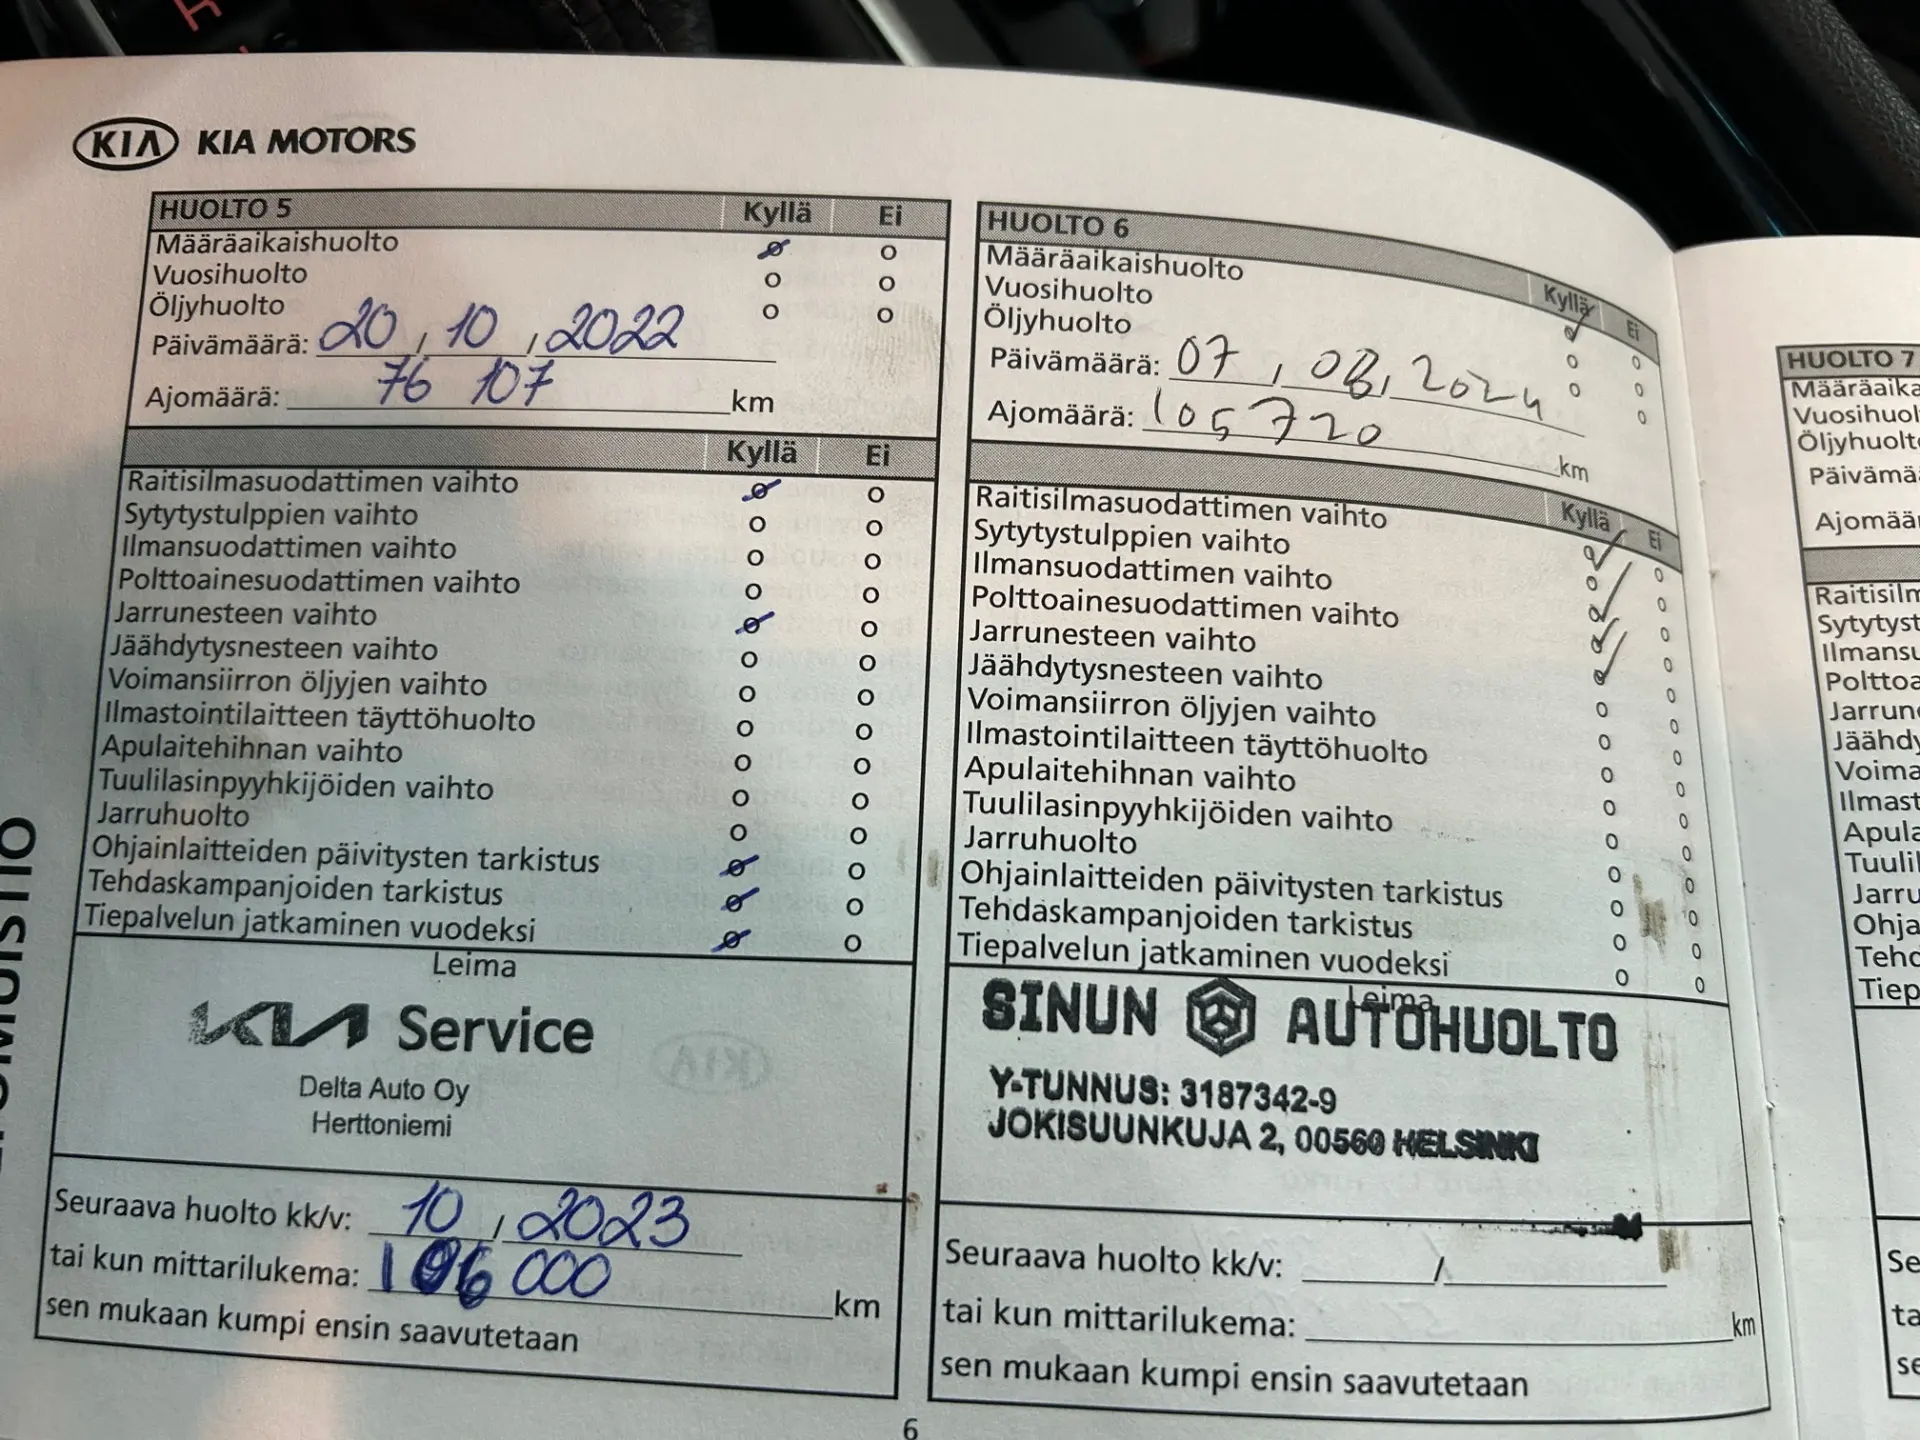 KIA KIA MOTORS
HUOLTO 5 Kyllä Ei
Määräaikaishuolto
Vuosihuolto
Öljyhuolto
Päivämäärä: 20 , 10 , 2022
Ajomäärä: 76 107 km
Kyllä Ei
Raitisilmasuodattimen vaihto
Sytytystulppien vaihto
Ilmansuodattimen vaihto
Polttoainesuodattimen vaihto
Jarrunesteen vaihto
Jäähdytysnesteen vaihto
Voimansiirron öljyjen vaihto
Ilmastointilaitteen täyttöhuolto
Apulaitehihnan vaihto
Tuulilasinpyyhkijöiden vaihto
Jarruhuolto
Ohjainlaitteiden päivitysten tarkistus
Tehdaskampanjoiden tarkistus
Tiepalvelun jatkaminen vuodeksi
Leima
KIA Service
Delta Auto Oy
Herttoniemi
Seuraava huolto kk/v: 10 / 2023
tai kun mittarilukema: 106 000 km
sen mukaan kumpi ensin saavutetaan
HUOLTO 6 Kyllä Ei
Määräaikaishuolto
Vuosihuolto
Öljyhuolto
Päivämäärä: 07 , 08 , 2024
Ajomäärä: 105 720 km
Kyllä Ei
Raitisilmasuodattimen vaihto
Sytytystulppien vaihto
Ilmansuodattimen vaihto
Polttoainesuodattimen vaihto
Jarrunesteen vaihto
Jäähdytysnesteen vaihto
Voimansiirron öljyjen vaihto
Ilmastointilaitteen täyttöhuolto
Apulaitehihnan vaihto
Tuulilasinpyyhkijöiden vaihto
Jarruhuolto
Ohjainlaitteiden päivitysten tarkistus
Tehdaskampanjoiden tarkistus
Tiepalvelun jatkaminen vuodeksi
Leima
SINUN AUTOHUOLTO
Y-TUNNUS: 3187342-9
JOKISUUNKUJA 2, 00560 HELSINKI
Seuraava huolto kk/v: /
tai kun mittarilukema: km
sen mukaan kumpi ensin saavutetaan
6
HUOLTO 7